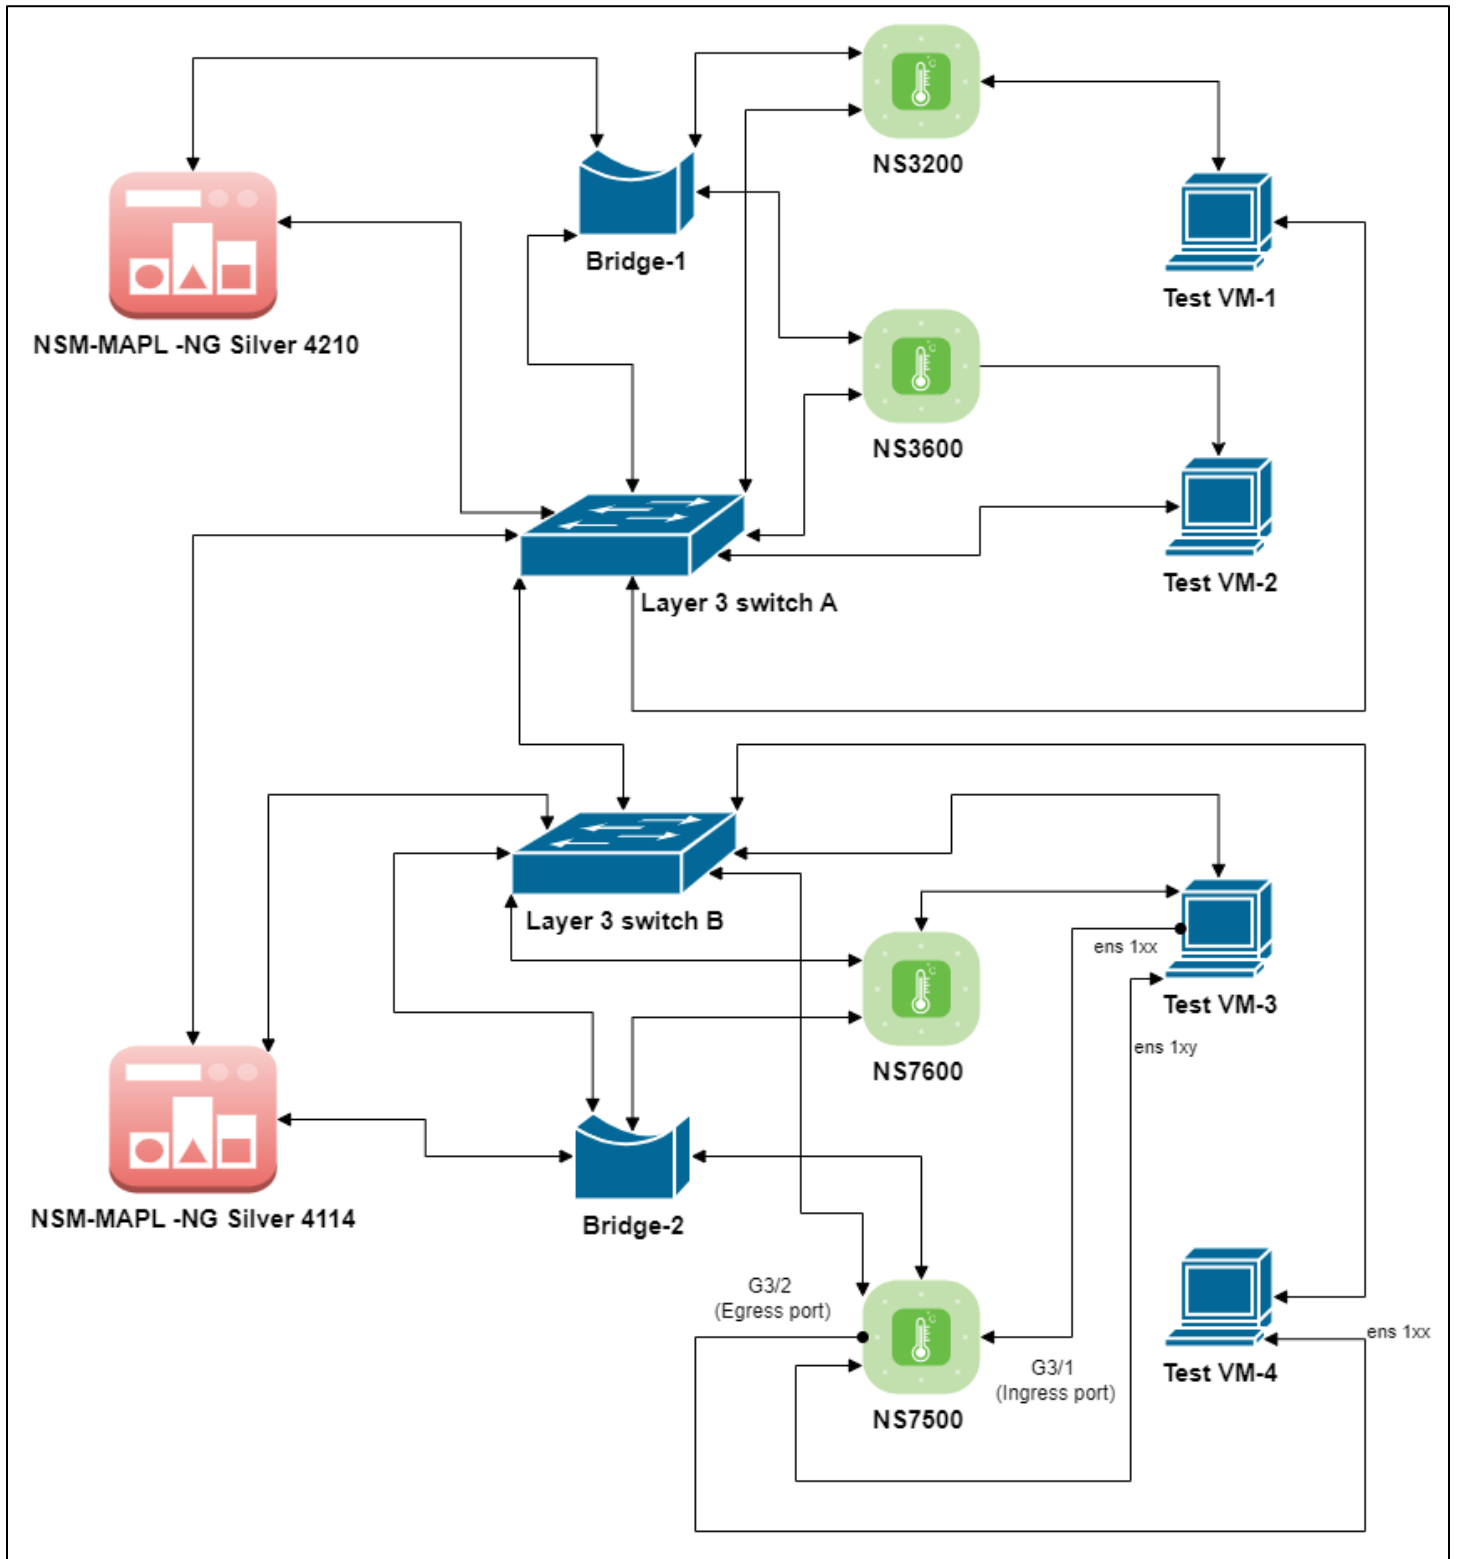 NS3200
Bridge-1
Test VM-1
NSM-MAPL -NG Silver 4210
NS3600
Test VM-2
Layer 3 switch A
Layer 3 switch B
ens 1xx
Test VM-3
ens 1xy
NS7600
NSM-MAPL -NG Silver 4114
Bridge-2
G3/2
(Egress port)
ens 1xx
G3/1
(Ingress port)
Test VM-4
NS7500